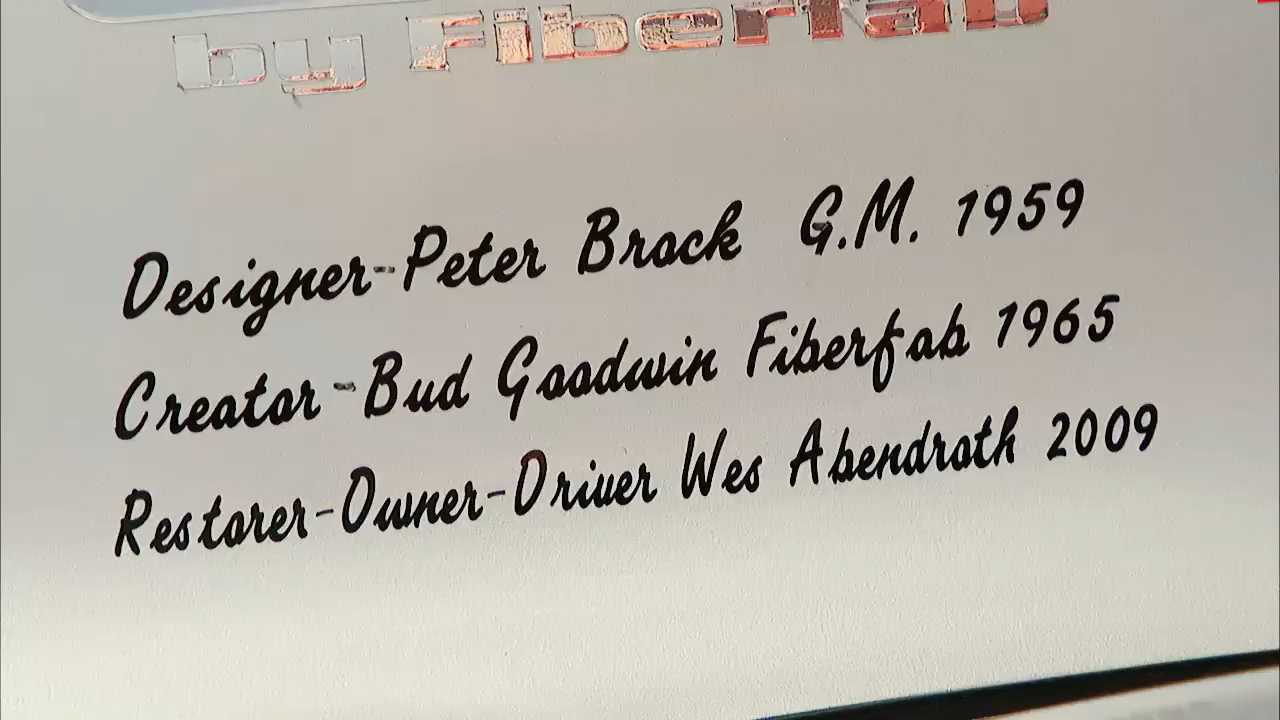 by Fiberfab
Designer-Peter Brock G.M. 1959
Creator-Bud Goodwin Fiberfab 1965
Restorer-Owner-Driver Wes Abendroth 2009